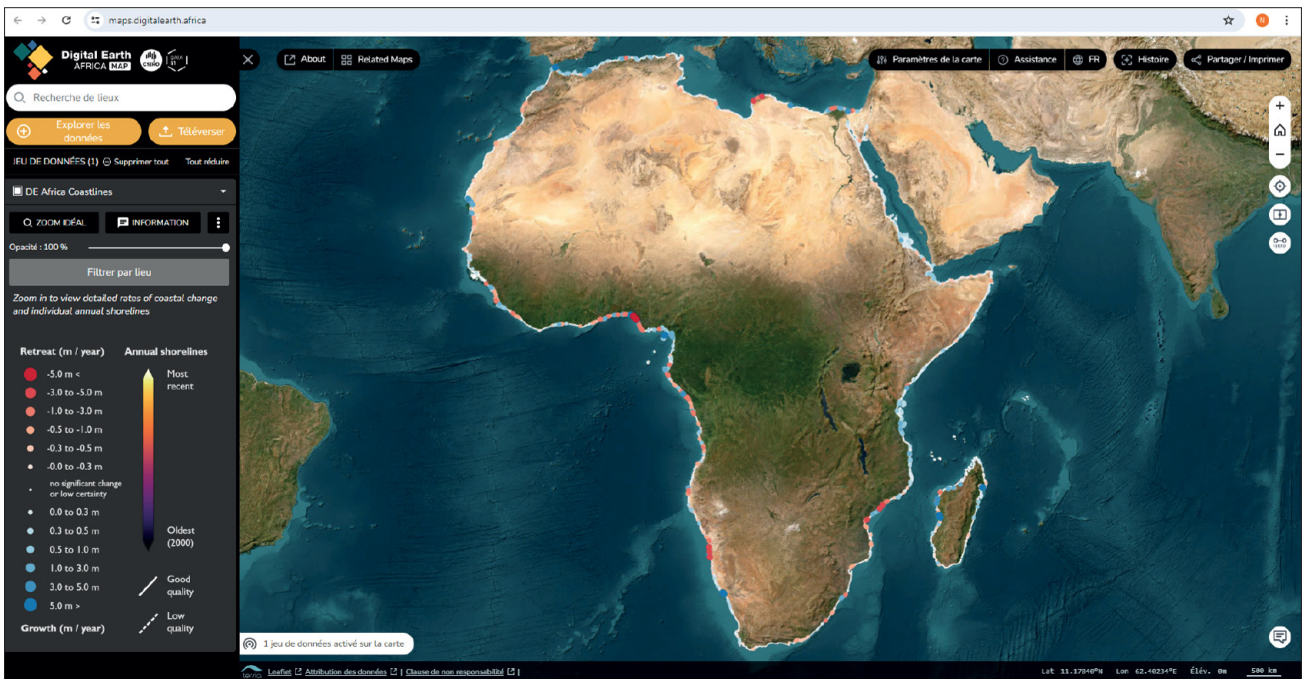 maps.digitalearth.africa
N
Digital Earth
AFRICA MAP
CSIRO
DATA
61
About
Related Maps
Paramètres de la carte
Assistance
FR
Histoire
Partager / Imprimer
Recherche de lieux
Explorer les
données
Téléverser
JEU DE DONNÉES (1)
Supprimer tout
Tout réduire
DE Africa Coastlines
ZOOM IDÉAL
INFORMATION
Opacité : 100 %
Filtrer par lieu
Zoom in to view detailed rates of coastal change
and individual annual shorelines
Retreat (m / year)
-5.0 m <
-3.0 to -5.0 m
-1.0 to -3.0 m
-0.5 to -1.0 m
-0.3 to -0.5 m
-0.0 to -0.3 m
no significant change
or low certainty
0.0 to 0.3 m
0.3 to 0.5 m
0.5 to 1.0 m
1.0 to 3.0 m
3.0 to 5.0 m
5.0 m >
Growth (m / year)
Annual shorelines
Most
recent
Oldest
(2000)
Good
quality
Low
quality
1 jeu de données activé sur la carte
terria
Leaflet | Attribution des données | Clause de non responsabilité |
Lat 11.17840°N Lon 62.40234°E Élév. 0m 500 km